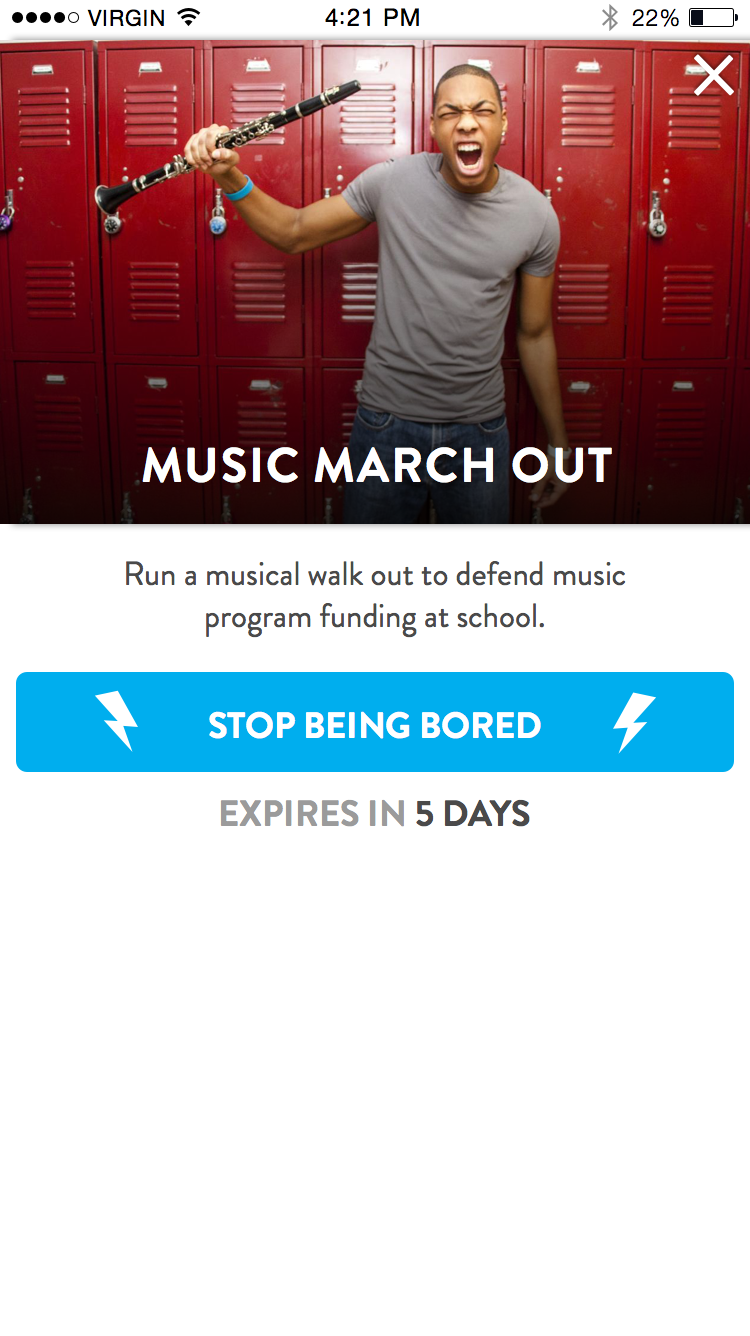 VIRGIN 4:21 PM 22%
MUSIC MARCH OUT
Run a musical walk out to defend music
program funding at school.
STOP BEING BORED
EXPIRES IN 5 DAYS